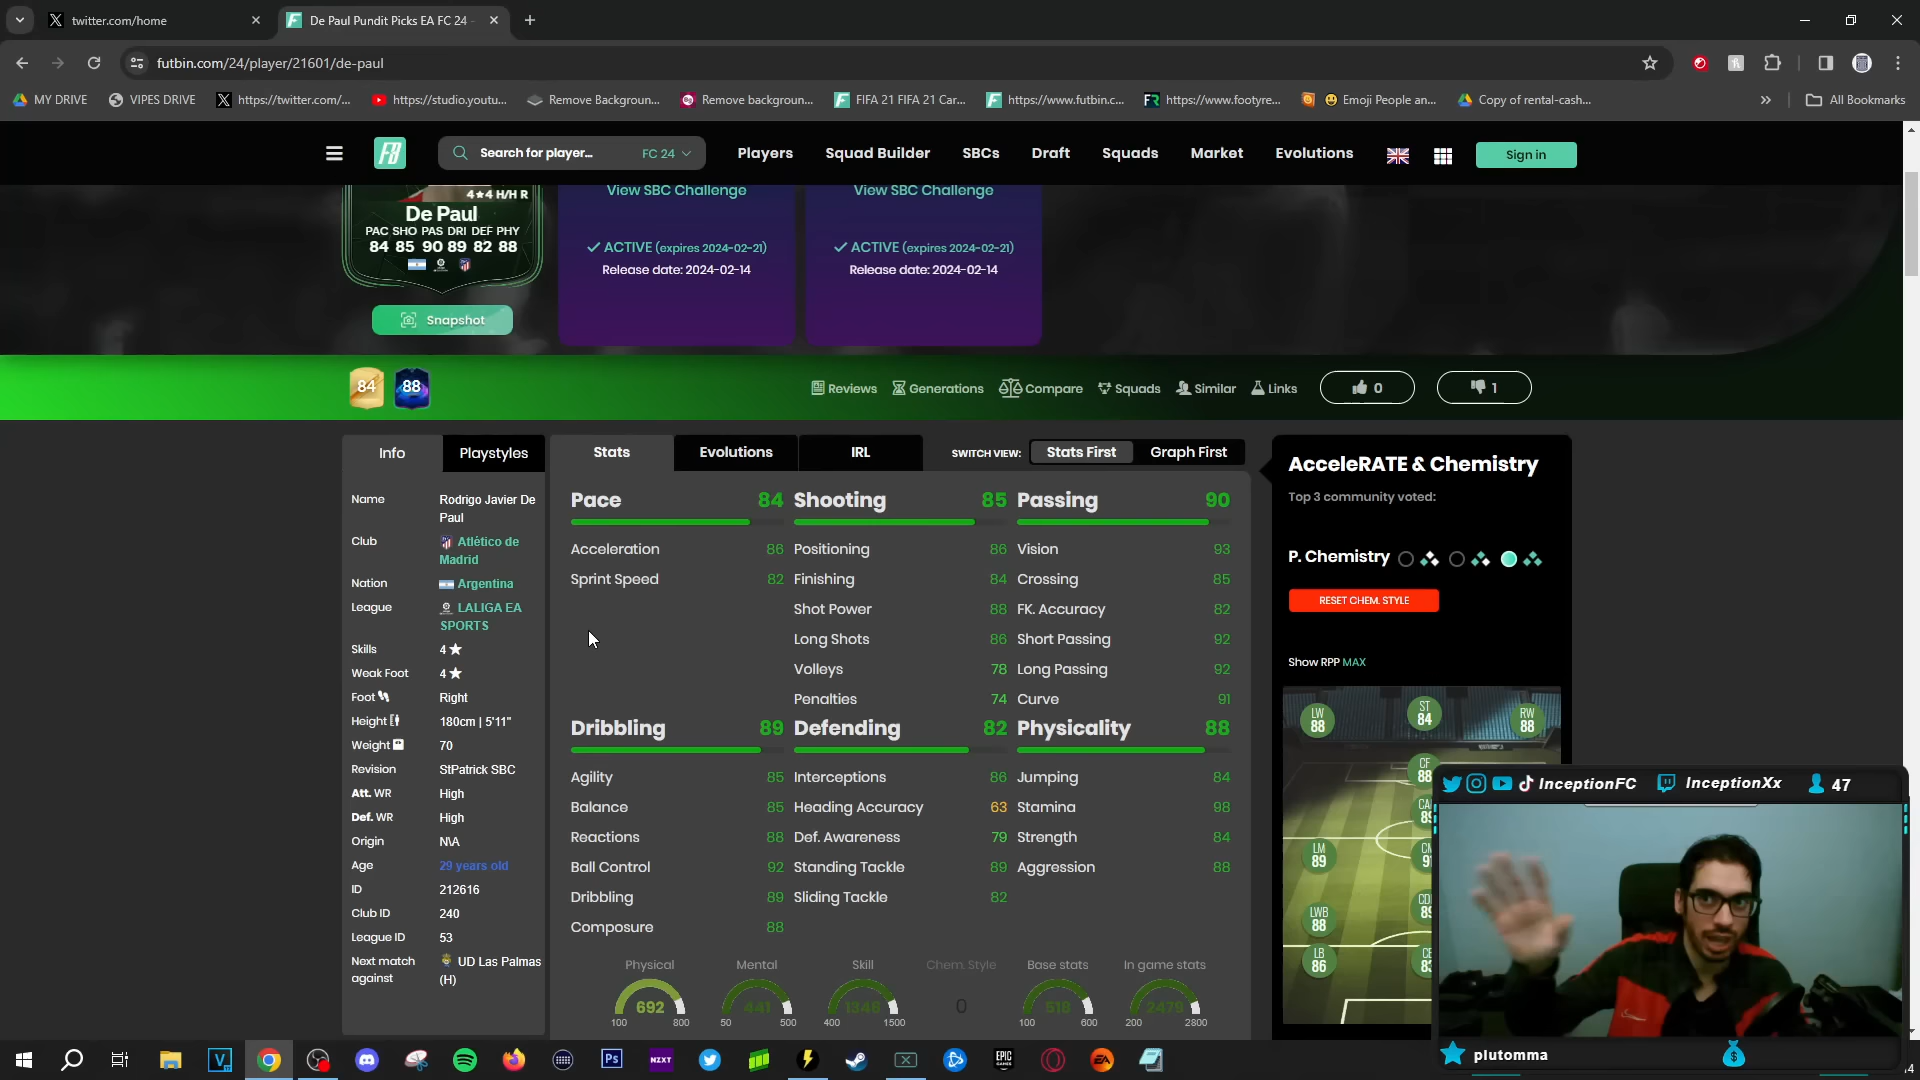 twitter.com/home
De Paul Pundit Picks EA FC 24 -
futbin.com/24/player/21601/de-paul
MY DRIVE
VIPES DRIVE
https://twitter.com/...
https://studio.youtu...
Remove Backgroun...
Remove backgroun...
FIFA 21 FIFA 21 Car...
https://www.futbin.c...
https://www.footyre...
Emoji People an...
Copy of rental-cash...
All Bookmarks
Search for player...
FC 24
Players
Squad Builder
SBCs
Draft
Squads
Market
Evolutions
Sign in
4★4 H/H R
De Paul
PAC SHO PAS DRI DEF PHY
84 85 90 89 82 88
View SBC Challenge
ACTIVE (expires 2024-02-21)
Release date: 2024-02-14
View SBC Challenge
ACTIVE (expires 2024-02-21)
Release date: 2024-02-14
Snapshot
84
88
Reviews
Generations
Compare
Squads
Similar
Links
0
1
Info
Playstyles
Stats
Evolutions
IRL
SWITCH VIEW:
Stats First
Graph First
Name Rodrigo Javier De
Paul
Club Atlético de
Madrid
Nation Argentina
League LALIGA EA
SPORTS
Skills 4 ★
Weak Foot 4 ★
Foot Right
Height 180cm | 5'11"
Weight 70
Revision StPatrick SBC
Att. WR High
Def. WR High
Origin N\A
Age 29 years old
ID 212616
Club ID 240
League ID 53
Next match UD Las Palmas
against (H)
Pace 84
Acceleration 86
Sprint Speed 82
Shooting 85
Positioning 86
Finishing 84
Shot Power 88
Long Shots 86
Volleys 78
Penalties 74
Passing 90
Vision 93
Crossing 85
FK. Accuracy 82
Short Passing 92
Long Passing 92
Curve 91
Dribbling 89
Agility 85
Balance 85
Reactions 88
Ball Control 92
Dribbling 89
Composure 88
Defending 82
Interceptions 86
Heading Accuracy 63
Def. Awareness 79
Standing Tackle 89
Sliding Tackle 82
Physicality 88
Jumping 84
Stamina 98
Strength 84
Aggression 88
Physical
692
100 800
Mental
441
50 500
Skill
1346
400 1500
Chem. Style
0
Base stats
518
100 600
In game stats
2479
200 2800
AcceleRATE & Chemistry
Top 3 community voted:
P. Chemistry
RESET CHEM. STYLE
Show RPP MAX
LW
88
ST
84
RW
88
CF
88
LM
89
LWB
88
LB
86
InceptionFC
InceptionXx
47
plutomma
Ps
NZXT
EPIC
GAMES
EA